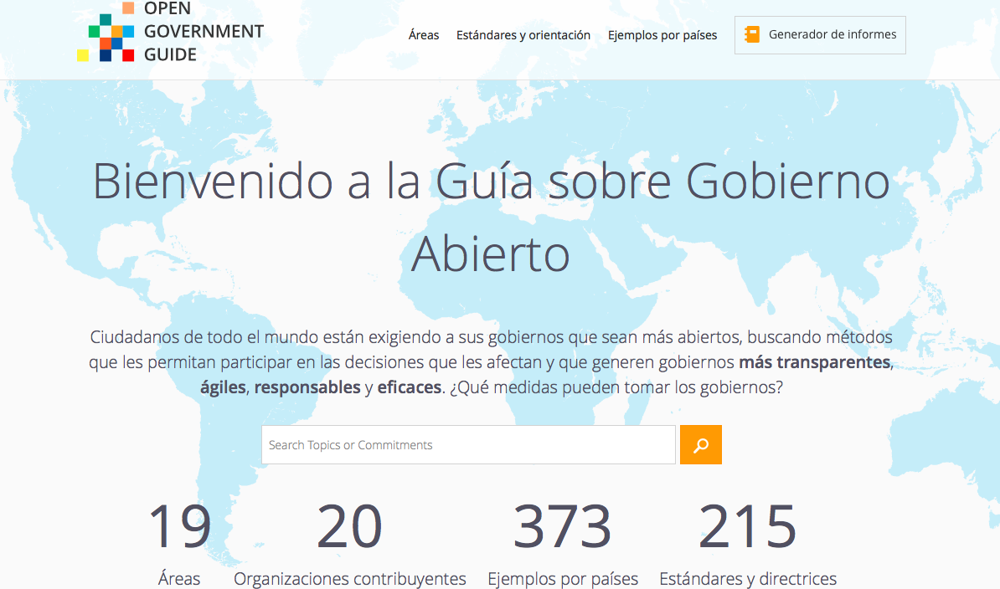 OPEN
GOVERNMENT
GUIDE
Áreas Estándares y orientación Ejemplos por países Generador de informes
Bienvenido a la Guía sobre Gobierno
Abierto
Ciudadanos de todo el mundo están exigiendo a sus gobiernos que sean más abiertos, buscando métodos
que les permitan participar en las decisiones que les afectan y que generen gobiernos más transparentes,
ágiles, responsables y eficaces. ¿Qué medidas pueden tomar los gobiernos?
Search Topics or Commitments
19 20 373 215
Áreas Organizaciones contribuyentes Ejemplos por países Estándares y directrices